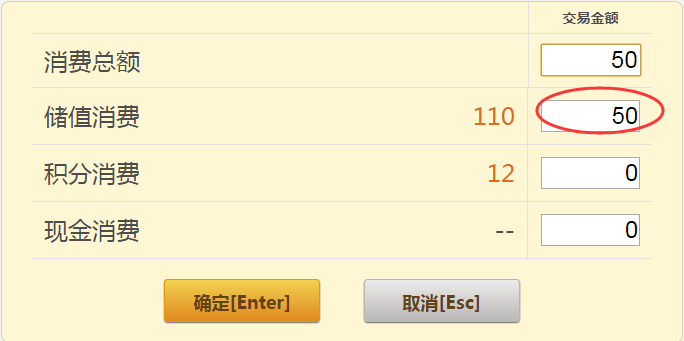 交易金额
消费总额 50
储值消费 110 50
积分消费 12 0
现金消费 -- 0
确定[Enter] 取消[Esc]